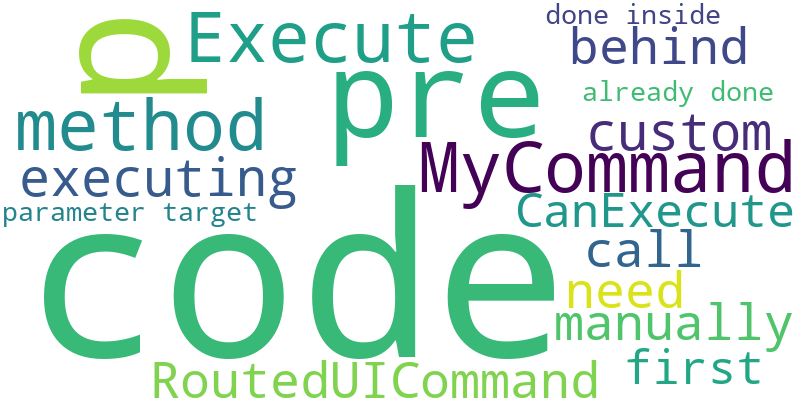 done inside
Execute
behind
p
pre
already done
method
custom
MyCommand
executing
CanExecute
parameter target
code
call
need
manually
first
RoutedUICommand